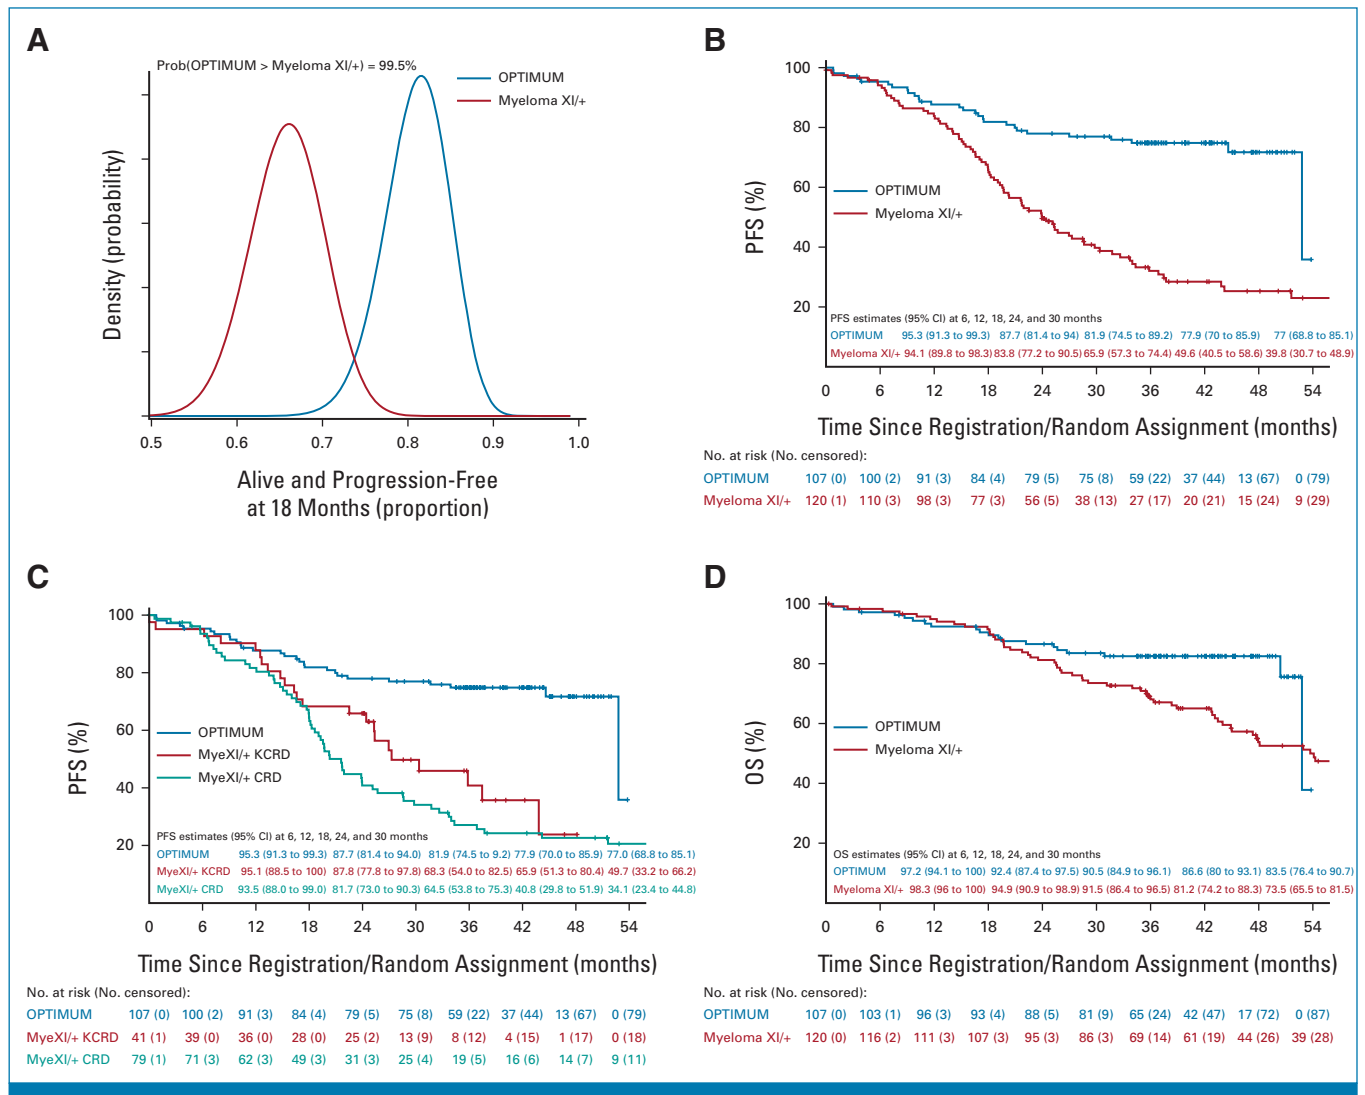 A
Prob(OPTIMUM > Myeloma XI/+) = 99.5%
OPTIMUM
Myeloma XI/+
Density (probability)
0.5 0.6 0.7 0.8 0.9 1.0
Alive and Progression-Free
at 18 Months (proportion)
B
100
80
60
40
20
PFS (%)
OPTIMUM
Myeloma XI/+
PFS estimates (95% CI) at 6, 12, 18, 24, and 30 months
OPTIMUM 95.3 (91.3 to 99.3) 87.7 (81.4 to 94) 81.9 (74.5 to 89.2) 77.9 (70 to 85.9) 77 (68.8 to 85.1)
Myeloma XI/+ 94.1 (89.8 to 98.3) 83.8 (77.2 to 90.5) 65.9 (57.3 to 74.4) 49.6 (40.5 to 58.6) 39.8 (30.7 to 48.9)
0 6 12 18 24 30 36 42 48 54
Time Since Registration/Random Assignment (months)
No. at risk (No. censored):
OPTIMUM 107 (0) 100 (2) 91 (3) 84 (4) 79 (5) 75 (8) 59 (22) 37 (44) 13 (67) 0 (79)
Myeloma XI/+ 120 (1) 110 (3) 98 (3) 77 (3) 56 (5) 38 (13) 27 (17) 20 (21) 15 (24) 9 (29)
C
100
80
60
40
20
PFS (%)
OPTIMUM
MyeXI/+ KCRD
MyeXI/+ CRD
PFS estimates (95% CI) at 6, 12, 18, 24, and 30 months
OPTIMUM 95.3 (91.3 to 99.3) 87.7 (81.4 to 94.0) 81.9 (74.5 to 9.2) 77.9 (70.0 to 85.9) 77.0 (68.8 to 85.1)
MyeXI/+ KCRD 95.1 (88.5 to 100) 87.8 (77.8 to 97.8) 68.3 (54.0 to 82.5) 65.9 (51.3 to 80.4) 49.7 (33.2 to 66.2)
MyeXI/+ CRD 93.5 (88.0 to 99.0) 81.7 (73.0 to 90.3) 64.5 (53.8 to 75.3) 40.8 (29.8 to 51.9) 34.1 (23.4 to 44.8)
0 6 12 18 24 30 36 42 48 54
Time Since Registration/Random Assignment (months)
No. at risk (No. censored):
OPTIMUM 107 (0) 100 (2) 91 (3) 84 (4) 79 (5) 75 (8) 59 (22) 37 (44) 13 (67) 0 (79)
MyeXI/+ KCRD 41 (1) 39 (0) 36 (0) 28 (0) 25 (2) 13 (9) 8 (12) 4 (15) 1 (17) 0 (18)
MyeXI/+ CRD 79 (1) 71 (3) 62 (3) 49 (3) 31 (3) 25 (4) 19 (5) 16 (6) 14 (7) 9 (11)
D
100
80
60
40
20
OS (%)
OPTIMUM
Myeloma XI/+
OS estimates (95% CI) at 6, 12, 18, 24, and 30 months
OPTIMUM 97.2 (94.1 to 100) 92.4 (87.4 to 97.5) 90.5 (84.9 to 96.1) 86.6 (80 to 93.1) 83.5 (76.4 to 90.7)
Myeloma XI/+ 98.3 (96 to 100) 94.9 (90.9 to 98.9) 91.5 (86.4 to 96.5) 81.2 (74.2 to 88.3) 73.5 (65.5 to 81.5)
0 6 12 18 24 30 36 42 48 54
Time Since Registration/Random Assignment (months)
No. at risk (No. censored):
OPTIMUM 107 (0) 103 (1) 96 (3) 93 (4) 88 (5) 81 (9) 65 (24) 42 (47) 17 (72) 0 (87)
Myeloma XI/+ 120 (0) 116 (2) 111 (3) 107 (3) 95 (3) 86 (3) 69 (14) 61 (19) 44 (26) 39 (28)